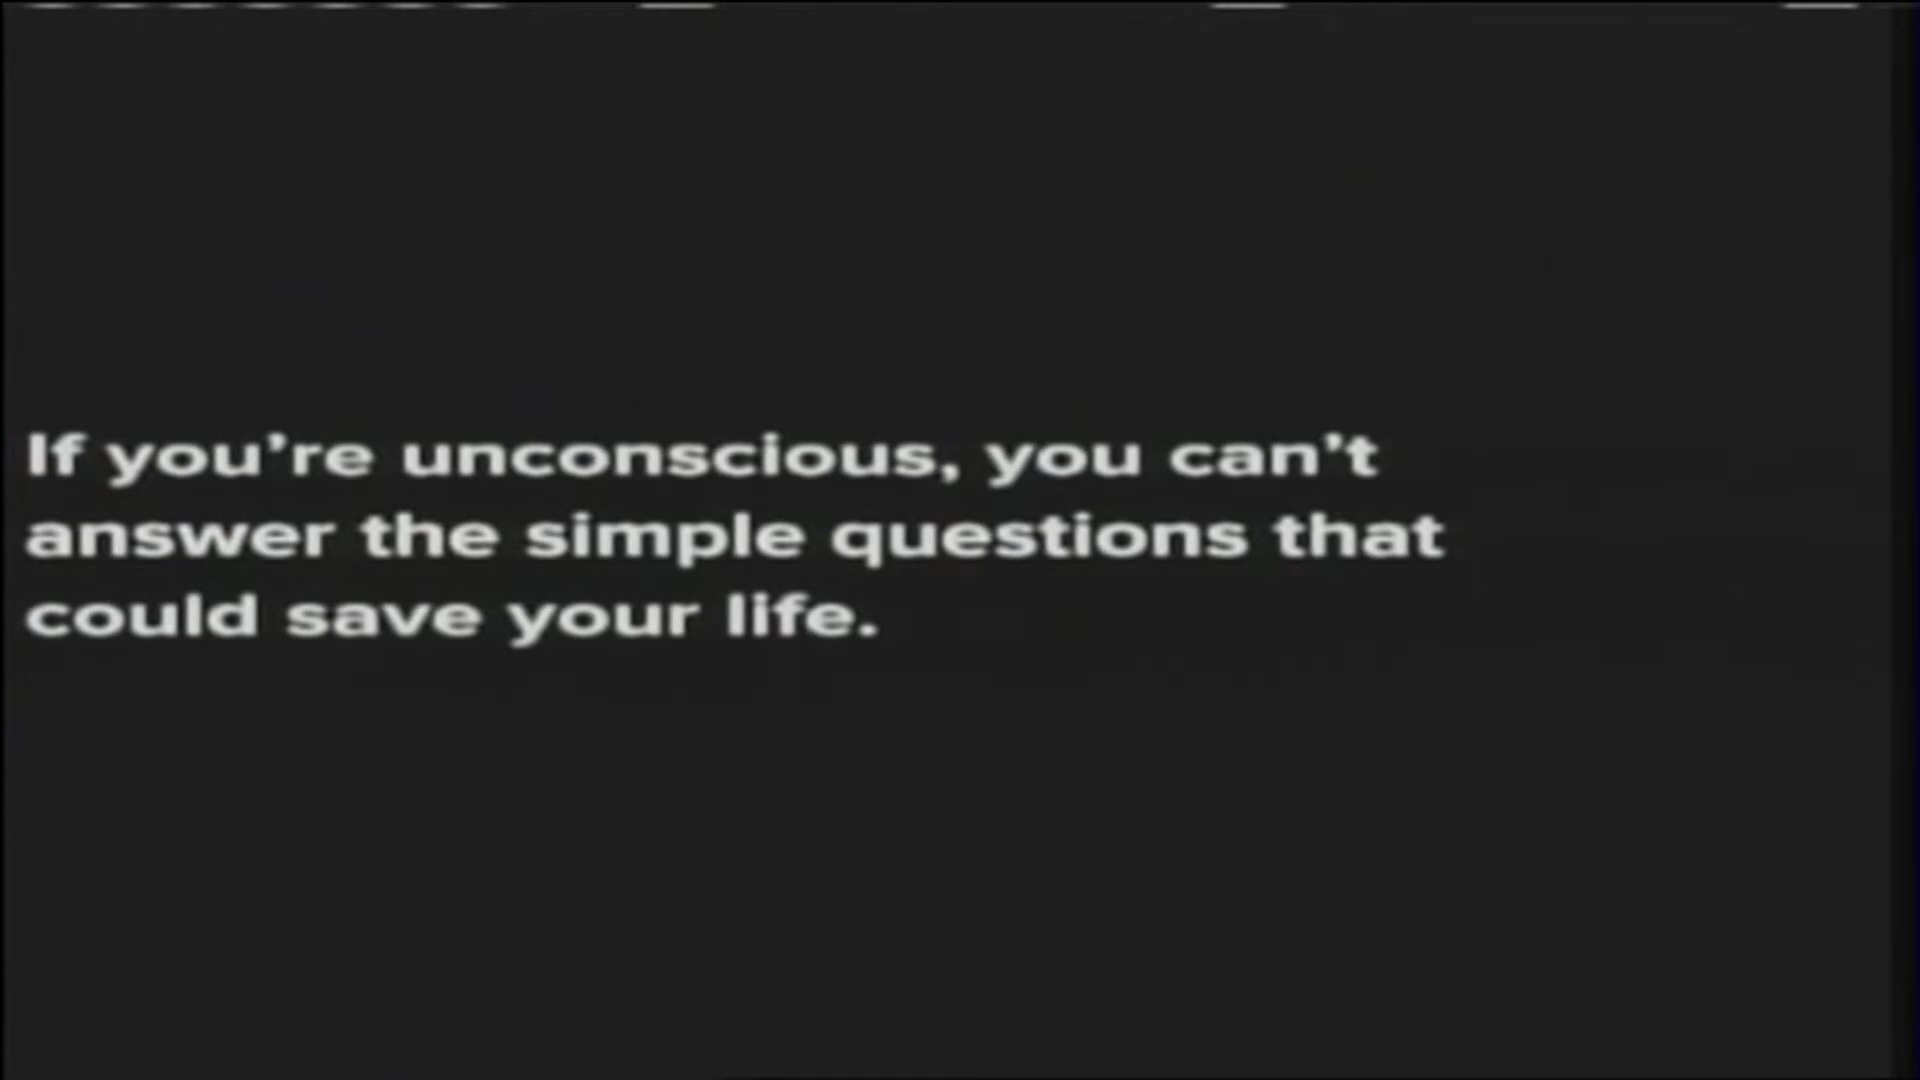 If you’re unconscious, you can’t
answer the simple questions that
could save your life.